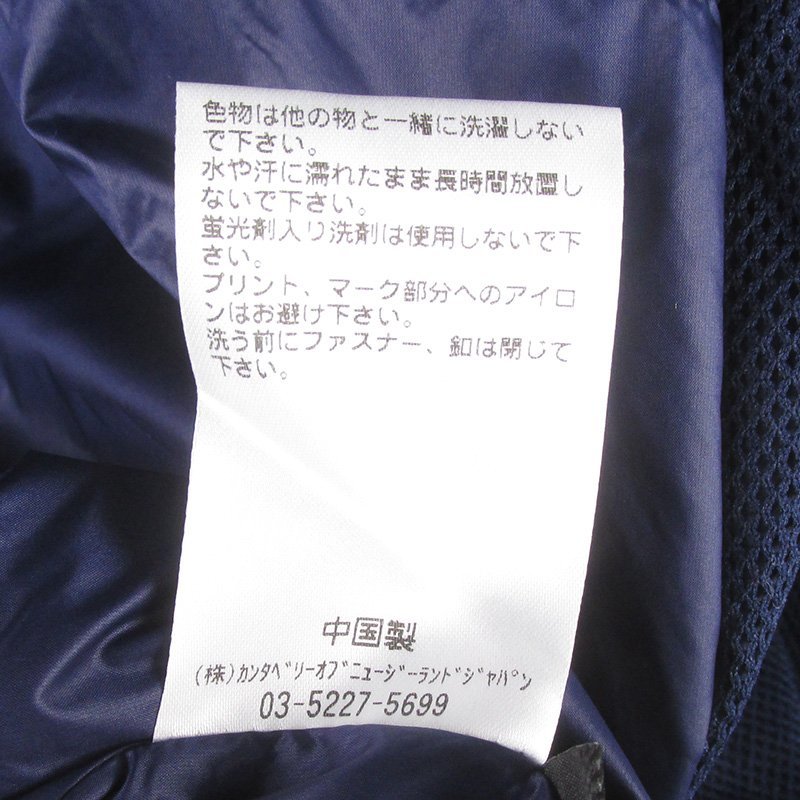 色物は他の物と一緒に洗濯しない
で下さい。
水や汗に濡れたまま長時間放置し
ないで下さい。
蛍光剤入り洗剤は使用しないで下
さい。
プリント、マーク部分へのアイロ
ンはお避け下さい。
洗う前にファスナー、釦は閉じて
下さい。
中国製
(株)ｶﾝﾀﾍﾞﾘｰｵﾌﾞﾆｭｰｼﾞｰﾗﾝﾄﾞｼﾞｬﾊﾟﾝ
03-5227-5699